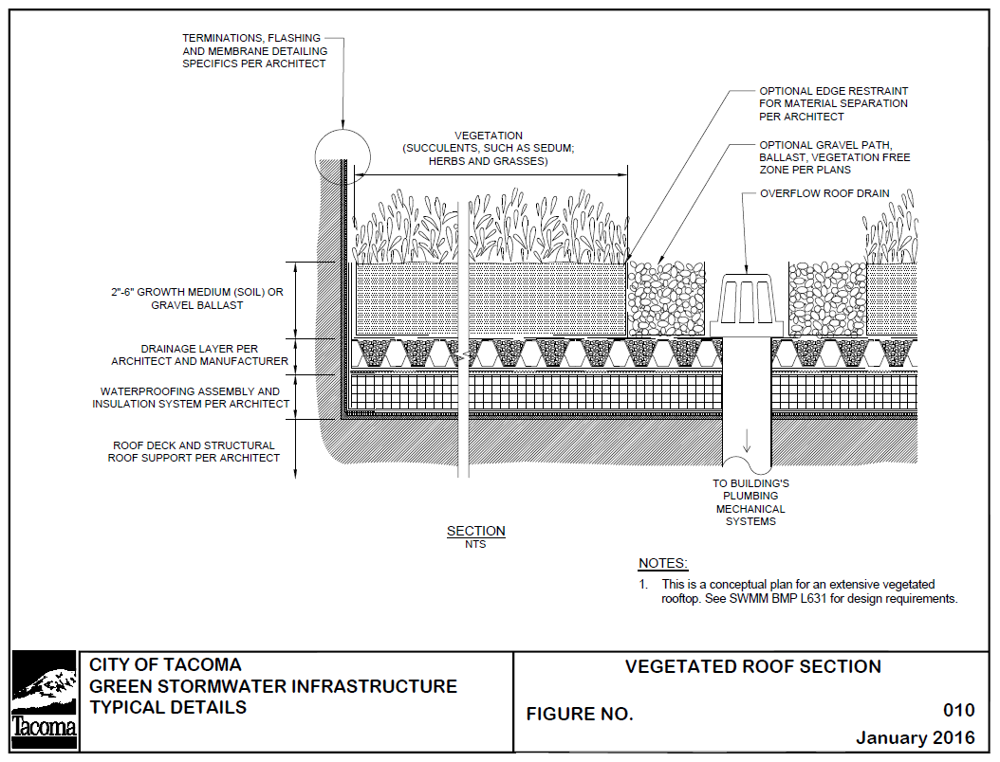 TERMINATIONS, FLASHING
AND MEMBRANE DETAILING
SPECIFICS PER ARCHITECT
VEGETATION
(SUCCULENTS, SUCH AS SEDUM;
HERBS AND GRASSES)
OPTIONAL EDGE RESTRAINT
FOR MATERIAL SEPARATION
PER ARCHITECT
OPTIONAL GRAVEL PATH,
BALLAST, VEGETATION FREE
ZONE PER PLANS
OVERFLOW ROOF DRAIN
2"-6" GROWTH MEDIUM (SOIL) OR
GRAVEL BALLAST
DRAINAGE LAYER PER
ARCHITECT AND MANUFACTURER
WATERPROOFING ASSEMBLY AND
INSULATION SYSTEM PER ARCHITECT
ROOF DECK AND STRUCTURAL
ROOF SUPPORT PER ARCHITECT
TO BUILDING'S
PLUMBING
MECHANICAL
SYSTEMS
SECTION
NTS
NOTES:
1. This is a conceptual plan for an extensive vegetated
rooftop. See SWMM BMP L631 for design requirements.
Tacoma
CITY OF TACOMA
GREEN STORMWATER INFRASTRUCTURE
TYPICAL DETAILS
VEGETATED ROOF SECTION
FIGURE NO. 010
January 2016